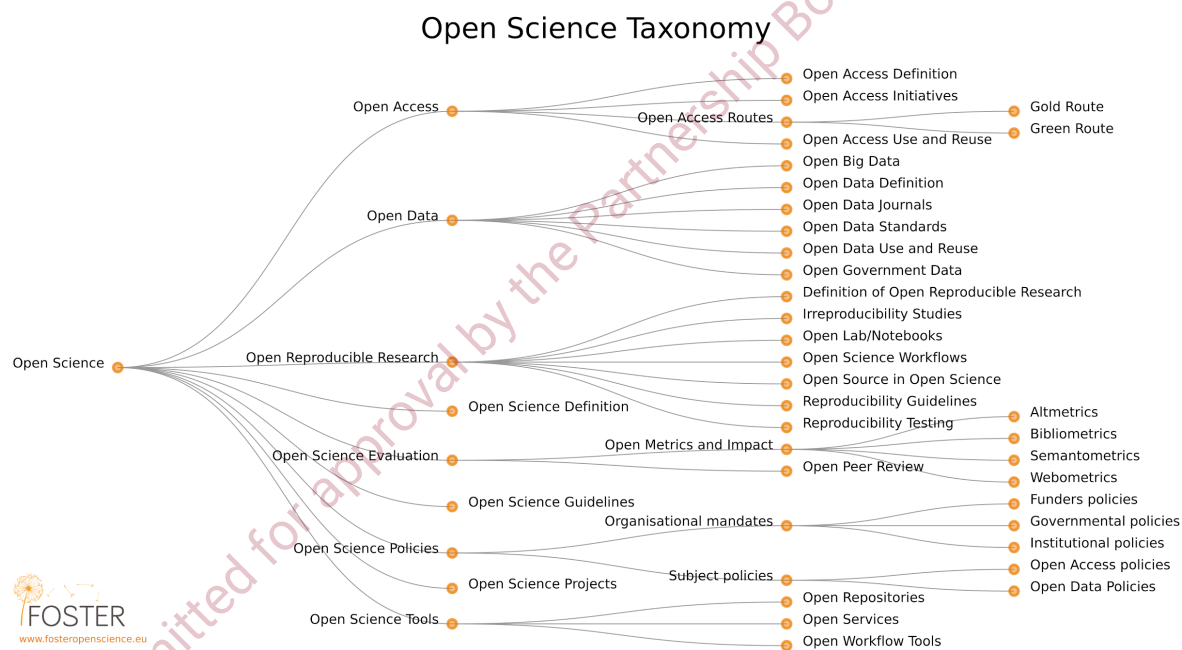 Open Science Taxonomy
Open Science
Open Access
Open Access Definition
Open Access Initiatives
Open Access Routes
Gold Route
Green Route
Open Access Use and Reuse
Open Data
Open Big Data
Open Data Definition
Open Data Journals
Open Data Standards
Open Data Use and Reuse
Open Government Data
Open Reproducible Research
Definition of Open Reproducible Research
Irreproducibility Studies
Open Lab/Notebooks
Open Science Workflows
Open Source in Open Science
Reproducibility Guidelines
Reproducibility Testing
Open Science Definition
Open Science Evaluation
Open Metrics and Impact
Altmetrics
Bibliometrics
Semantometrics
Webometrics
Open Peer Review
Open Science Guidelines
Open Science Policies
Organisational mandates
Funders policies
Governmental policies
Institutional policies
Subject policies
Open Access policies
Open Data Policies
Open Science Projects
Open Science Tools
Open Repositories
Open Services
Open Workflow Tools
FOSTER
www.fosteropenscience.eu
mitted for approval by the Partnership Bo